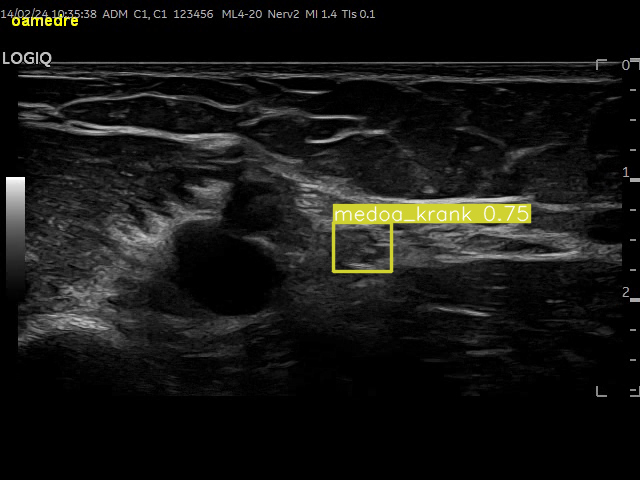 14/02/24 10:35:38 ADM C1, C1 123456 ML4-20 Nerv2 MI 1.4 TIs 0.1
oamedre
LOGIQ
0
1
medoa_krank 0.75
2